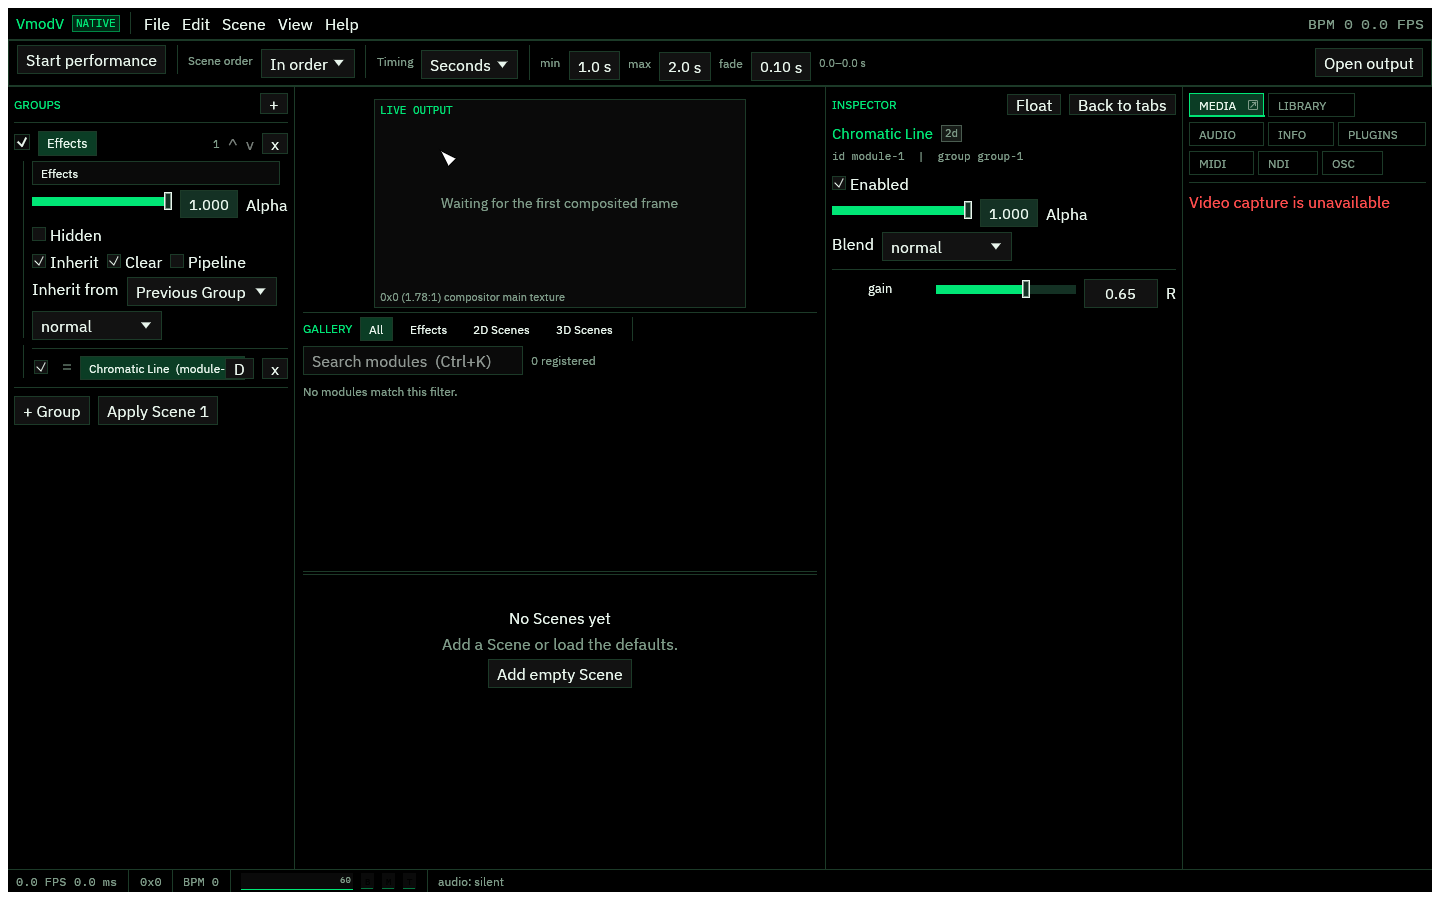 VmodV NATIVE File Edit Scene View Help BPM 0 0.0 FPS
Start performance Scene order In order Timing Seconds min 1.0 s max 2.0 s fade 0.10 s 0.0–0.0 s Open output
GROUPS +
Effects 1 ^ v x
Effects
1.000 Alpha
Hidden
Inherit Clear Pipeline
Inherit from Previous Group
normal
= Chromatic Line (module- D x
+ Group Apply Scene 1
LIVE OUTPUT
Waiting for the first composited frame
0x0 (1.78:1) compositor main texture
GALLERY All Effects 2D Scenes 3D Scenes
Search modules (Ctrl+K) 0 registered
No modules match this filter.
No Scenes yet
Add a Scene or load the defaults.
Add empty Scene
INSPECTOR Float Back to tabs
Chromatic Line 2d
id module-1 | group group-1
Enabled
1.000 Alpha
Blend normal
gain 0.65 R
MEDIA LIBRARY
AUDIO INFO PLUGINS
MIDI NDI OSC
Video capture is unavailable
0.0 FPS 0.0 ms 0x0 BPM 0 60 audio: silent